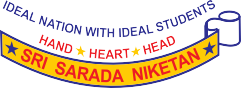 IDEAL NATION WITH IDEAL STUDENTS
HAND HEART HEAD
SRI SARADA NIKETAN